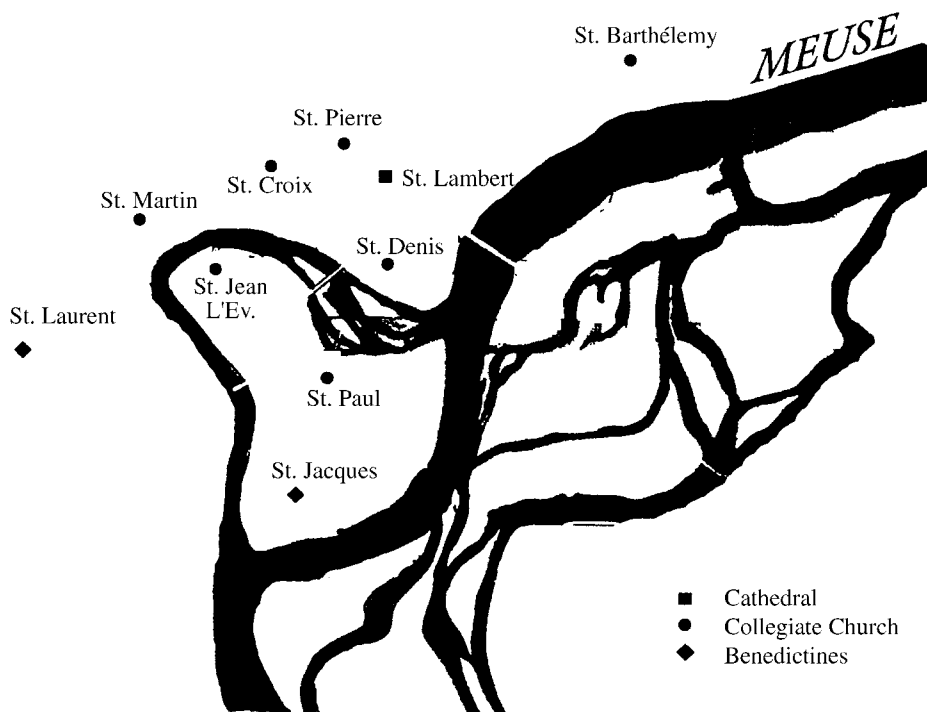 St. Barthélemy
MEUSE
St. Pierre
St. Croix
St. Lambert
St. Martin
St. Denis
St. Jean
L'Ev.
St. Laurent
St. Paul
St. Jacques
Cathedral
Collegiate Church
Benedictines